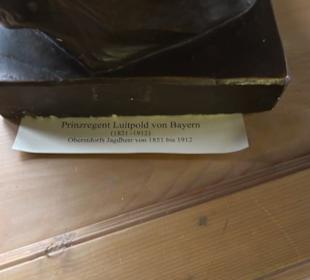 Prinzregent Luitpold von Bayern
(1821-1912)
Oberstdorfs Jagdherr von 1851 bis 1912